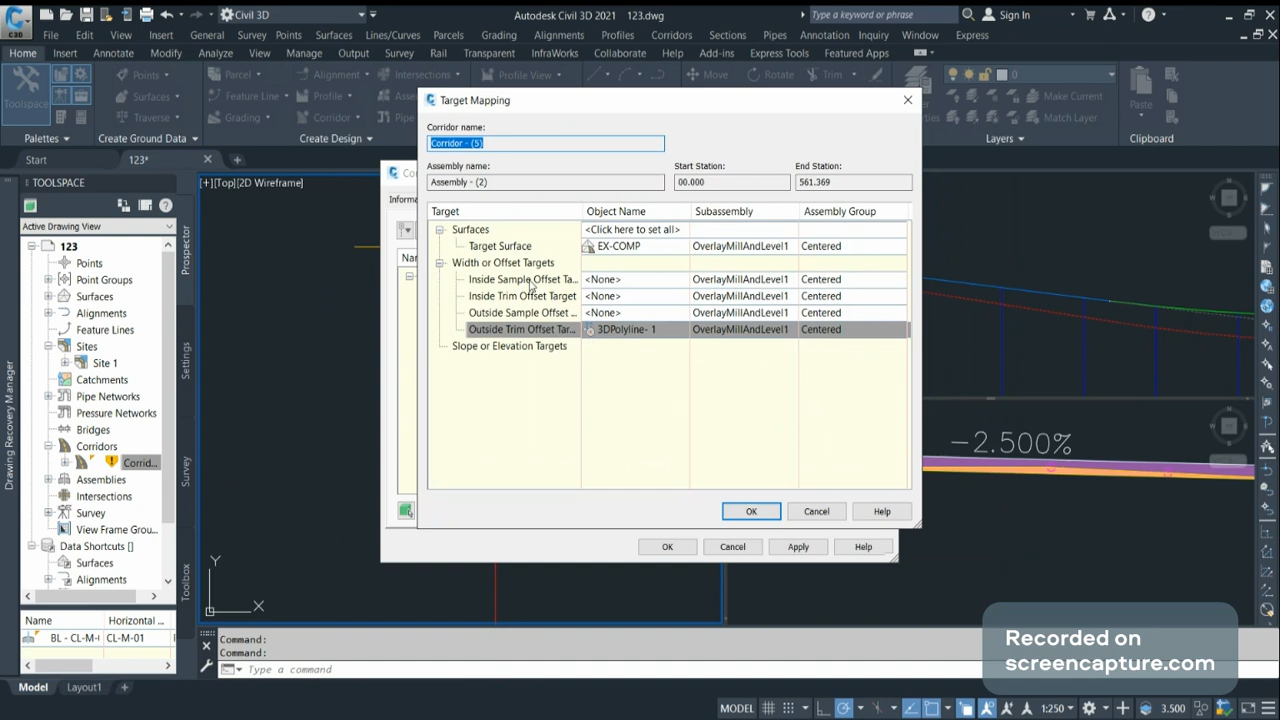 Civil 3D
Autodesk Civil 3D 2021 123.dwg
Type a keyword or phrase
Sign In
C3D
File Edit View Insert General Survey Points Surfaces Lines/Curves Parcels Grading Alignments Profiles Corridors Sections Pipes Annotation Inquiry Window Express
Home Insert Annotate Modify Analyze View Manage Output Survey Rail Transparent InfraWorks Collaborate Help Add-ins Express Tools Featured Apps
Toolspace
Points
Surfaces
Traverse
Parcel
Feature Line
Grading
Alignment
Profile
Corridor
Intersections
Profile View
Move
Rotate
Trim
0
Make Current
Match Layer
Paste
Palettes
Create Ground Data
Create Design
Layers
Clipboard
Start
123*
TOOLSPACE
Active Drawing View
123
Points
Point Groups
Surfaces
Alignments
Feature Lines
Sites
Site 1
Catchments
Pipe Networks
Pressure Networks
Bridges
Corridors
Corrid...
Assemblies
Intersections
Survey
View Frame Grou...
Data Shortcuts []
Surfaces
Alignments
Name Horizontal ...
BL - CL-M-( CL-M-01
Prospector
Settings
Survey
Toolbox
Drawing Recovery Manager
[+][Top][2D Wireframe]
Target Mapping
Corridor name:
Corridor - (5)
Assembly name:
Start Station:
End Station:
Assembly - (2)
00.000
561.369
Target Object Name Subassembly Assembly Group
Surfaces <Click here to set all>
Target Surface EX-COMP OverlayMillAndLevel1 Centered
Width or Offset Targets
Inside Sample Offset Ta... <None> OverlayMillAndLevel1 Centered
Inside Trim Offset Target <None> OverlayMillAndLevel1 Centered
Outside Sample Offset ... <None> OverlayMillAndLevel1 Centered
Outside Trim Offset Tar... 3DPolyline- 1 OverlayMillAndLevel1 Centered
Slope or Elevation Targets
OK Cancel Help
Informa
Na
OK Cancel Apply Help
-2.500%
Y
X
Command:
Command:
Type a command
Recorded on
screencapture.com
Model Layout1
MODEL
1:250
3.500